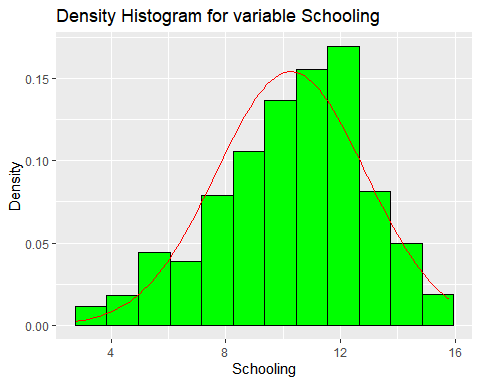 Density Histogram for variable Schooling
Density
0.15
0.10
0.05
0.00
4 8 12 16
Schooling